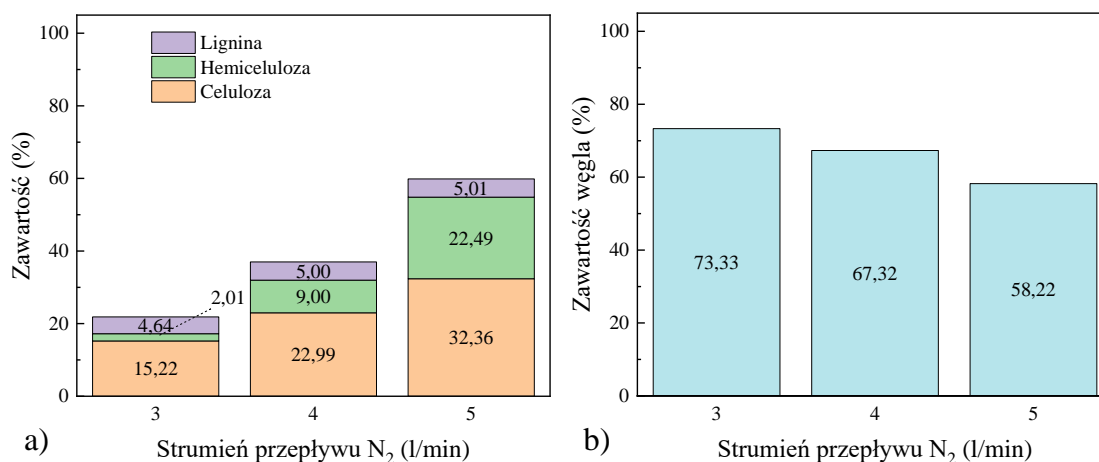 100
80
60
40
20
0
Zawartość (%)
Lignina
Hemiceluloza
Celuloza
4,64
2,01
15,22
5,00
9,00
22,99
5,01
22,49
32,36
3 4 5
a) Strumień przepływu N₂ (l/min)
100
80
60
40
20
0
Zawartość węgla (%)
73,33
67,32
58,22
3 4 5
b) Strumień przepływu N₂ (l/min)